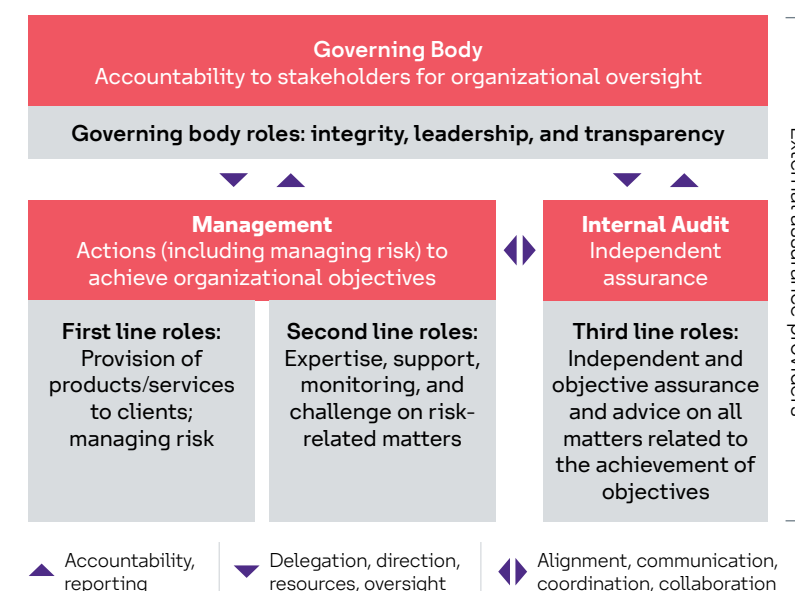 Governing Body
Accountability to stakeholders for organizational oversight
Governing body roles: integrity, leadership, and transparency
Management
Actions (including managing risk) to
achieve organizational objectives
Internal Audit
Independent
assurance
First line roles:
Provision of
products/services
to clients;
managing risk
Second line roles:
Expertise, support,
monitoring, and
challenge on risk-
related matters
Third line roles:
Independent and
objective assurance
and advice on all
matters related to
the achievement of
objectives
External assurance providers
Accountability,
reporting
Delegation, direction,
resources, oversight
Alignment, communication,
coordination, collaboration